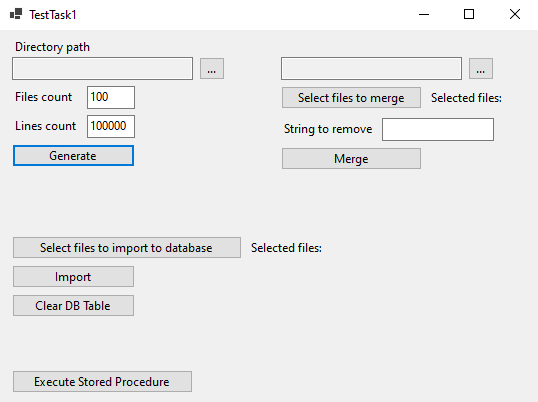 TestTask1
Directory path
...
...
Files count 100
Select files to merge Selected files:
Lines count 100000
String to remove
Generate
Merge
Select files to import to database Selected files:
Import
Clear DB Table
Execute Stored Procedure